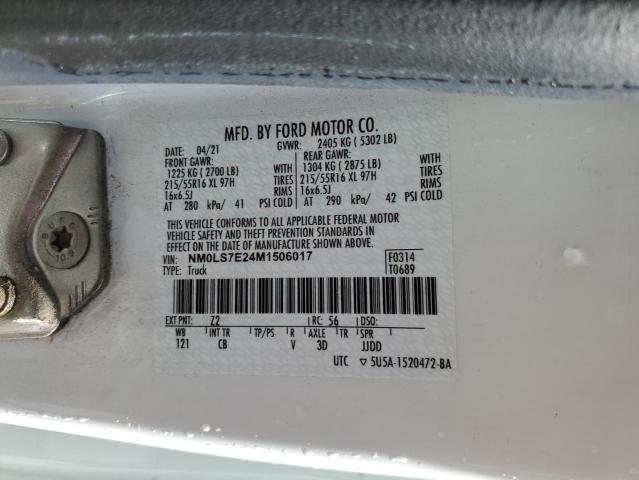 MFD. BY FORD MOTOR CO.
DATE: 04/21 GVWR: 2405 KG ( 5302 LB)
FRONT GAWR: REAR GAWR:
1225 KG ( 2700 LB) WITH 1304 KG ( 2875 LB) WITH
215/55R16 XL 97H TIRES 215/55R16 XL 97H TIRES
16x6.5J RIMS 16x6.5J RIMS
AT 280 kPa/ 41 PSI COLD AT 290 kPa/ 42 PSI COLD
THIS VEHICLE CONFORMS TO ALL APPLICABLE FEDERAL MOTOR
VEHICLE SAFETY AND THEFT PREVENTION STANDARDS IN
EFFECT ON THE DATE OF MANUFACTURE SHOWN ABOVE.
VIN: NM0LS7E24M1506017 F0314
TYPE: Truck T0689
EXT PNT: Z2 RC: 56 DSO:
WB INT TR TP/PS R AXLE TR SPR
121 CB V 3D JJDD
UTC ▽5U5A-1520472-BA
BUFO
10.9